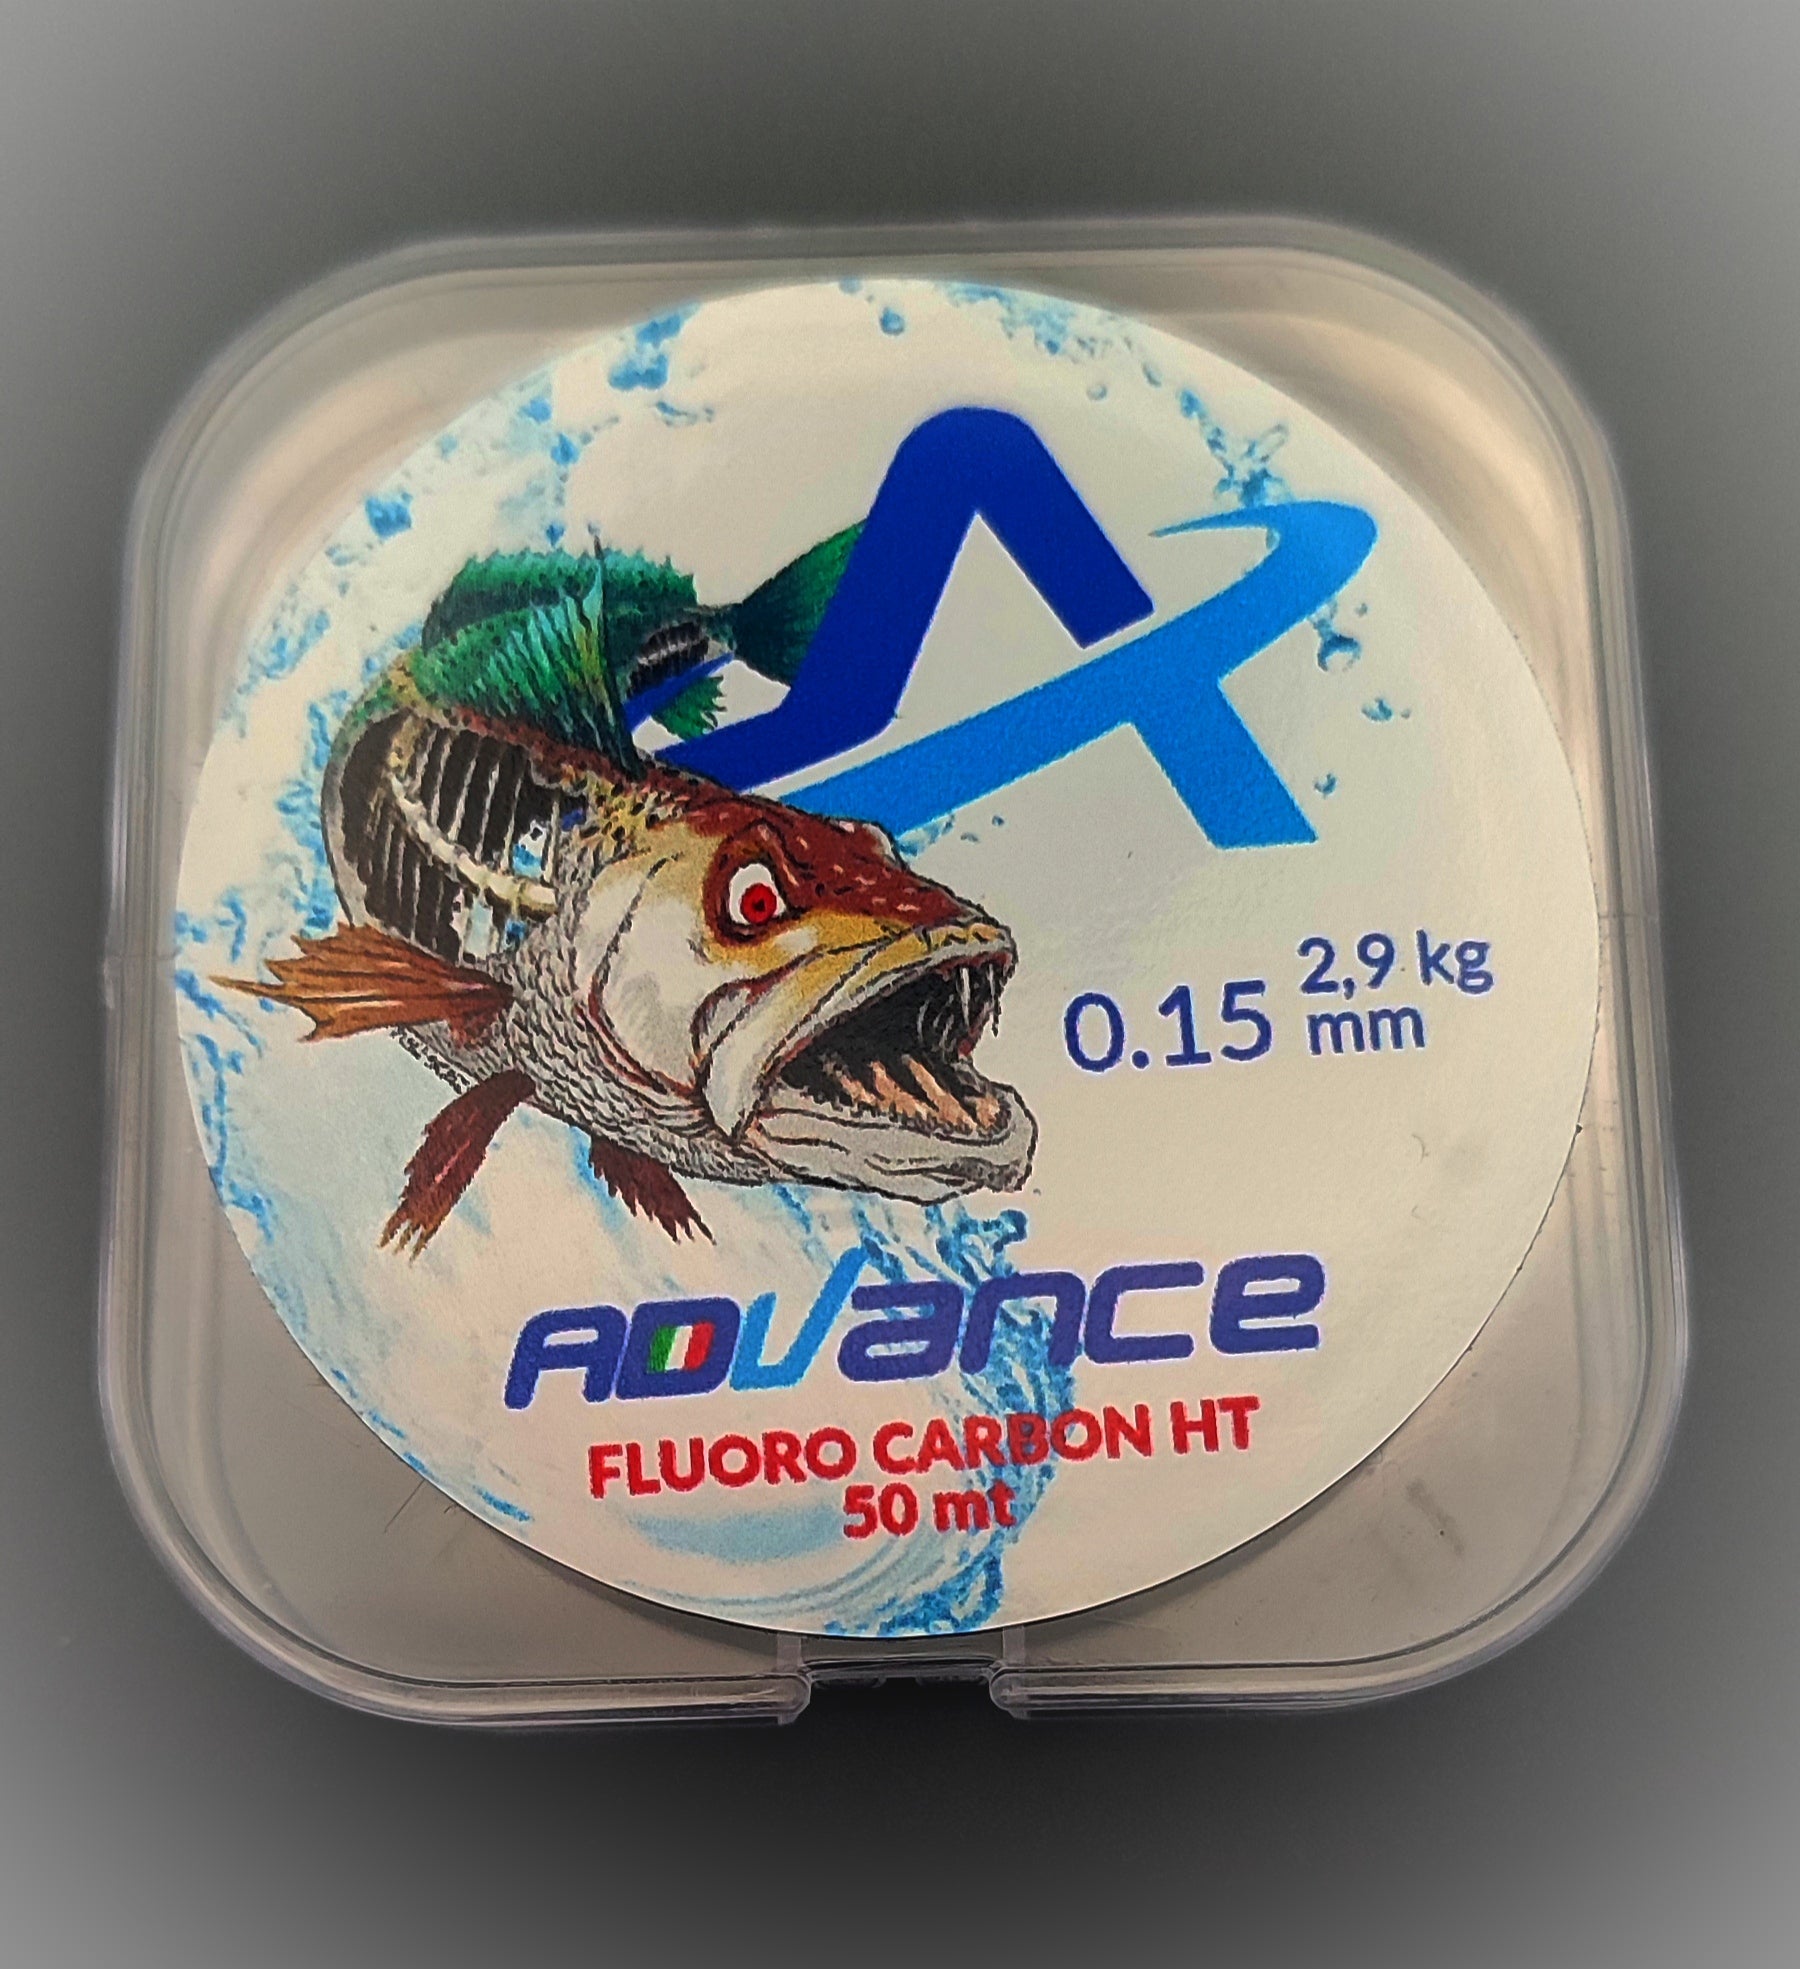 2,9 kg
0.15 mm
ADVance
FLUORO CARBON HT
50 mt